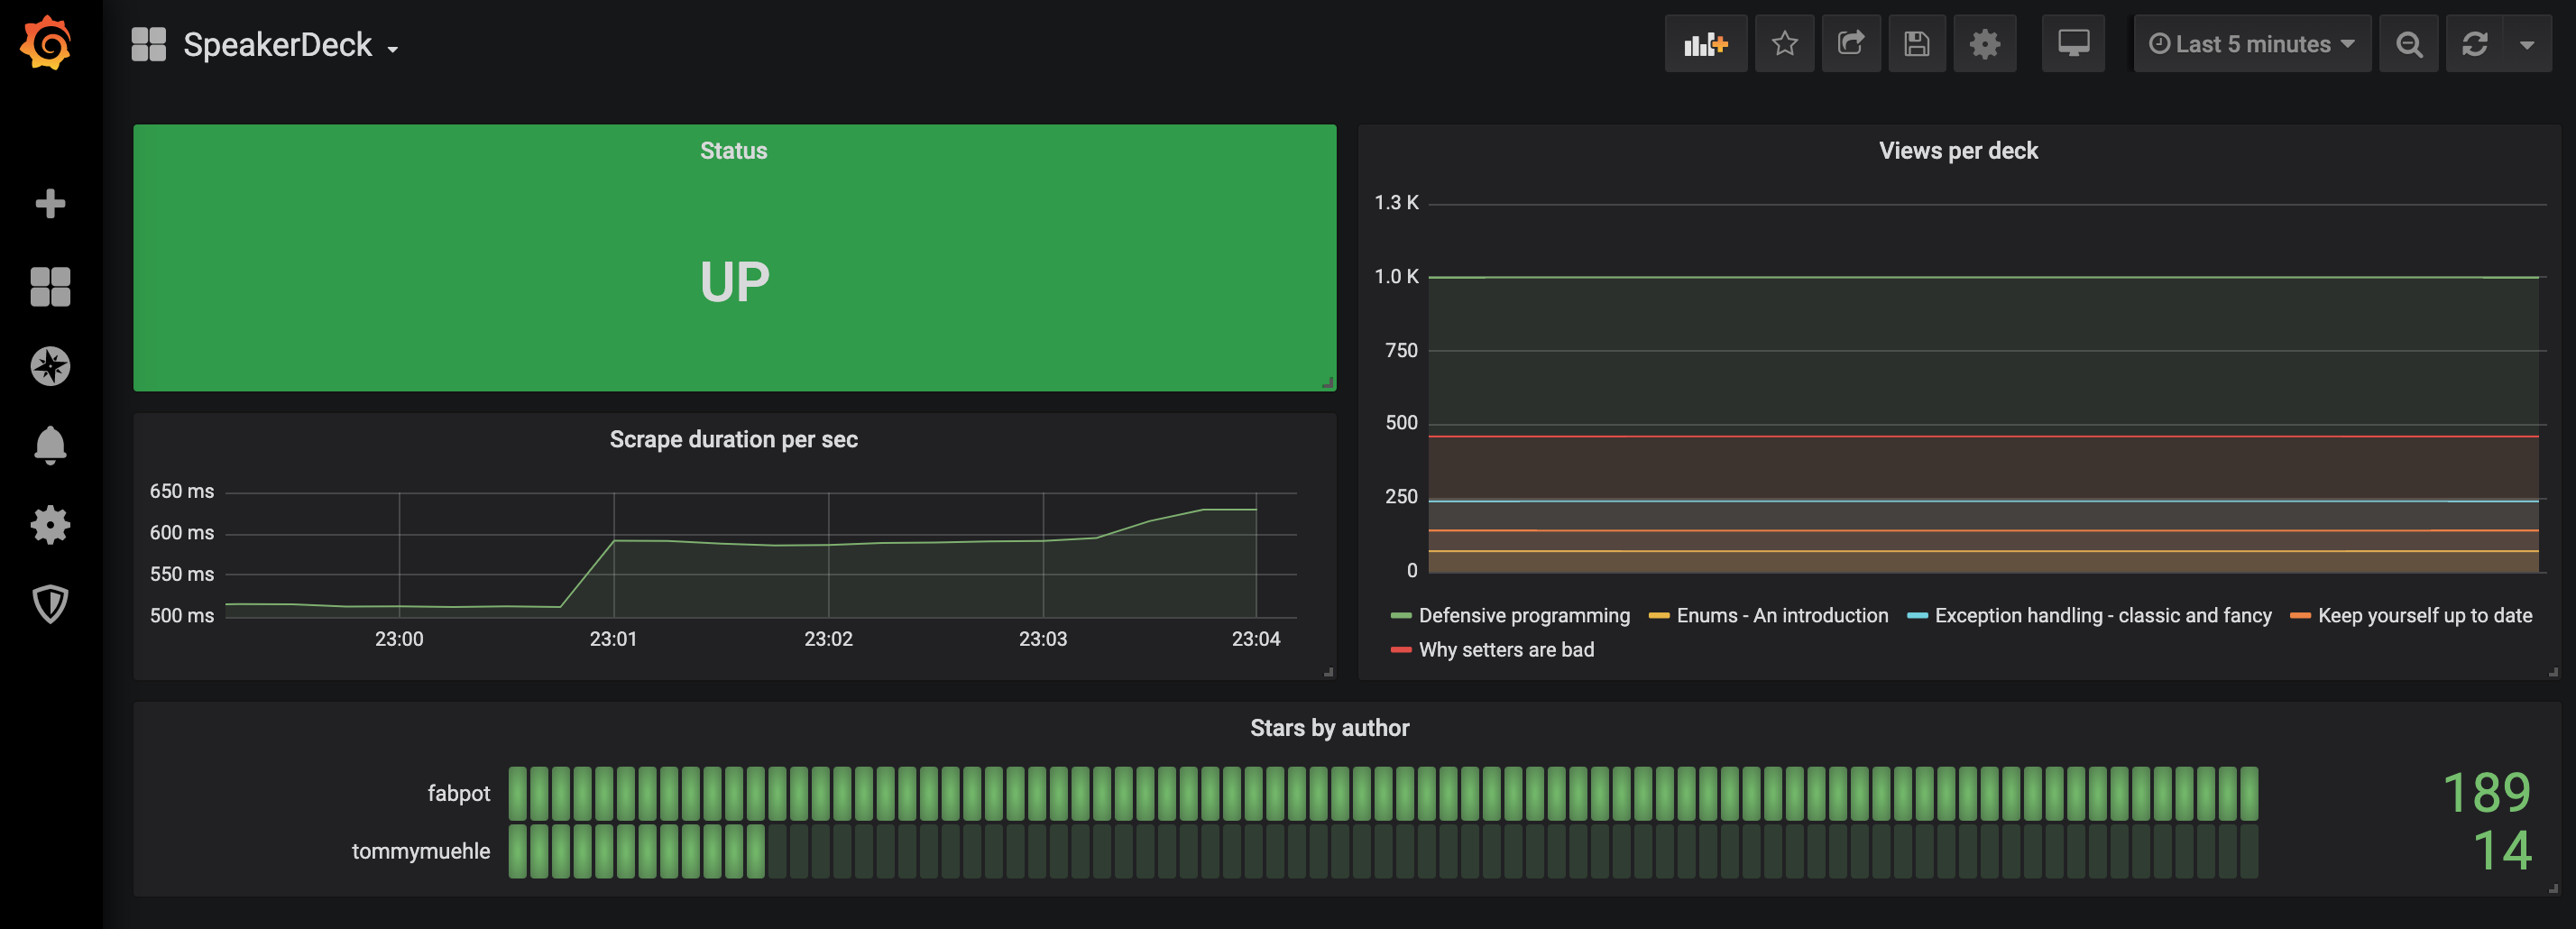 SpeakerDeck
Last 5 minutes
Status
UP
Views per deck
1.3 K
1.0 K
750
500
250
0
Defensive programming Enums - An introduction Exception handling - classic and fancy Keep yourself up to date
Why setters are bad
Scrape duration per sec
650 ms
600 ms
550 ms
500 ms
23:00 23:01 23:02 23:03 23:04
Stars by author
fabpot 189
tommymuehle 14